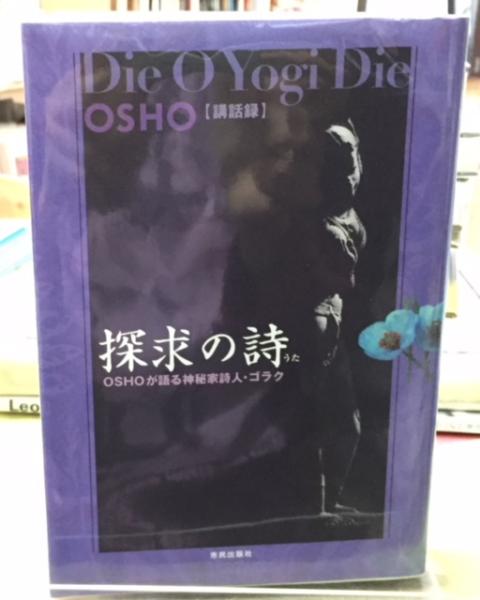 Die O Yogi Die
OSHO【講話録】
探求の詩
うた
OSHOが語る神秘家詩人・ゴラク
市民出版社
Leo